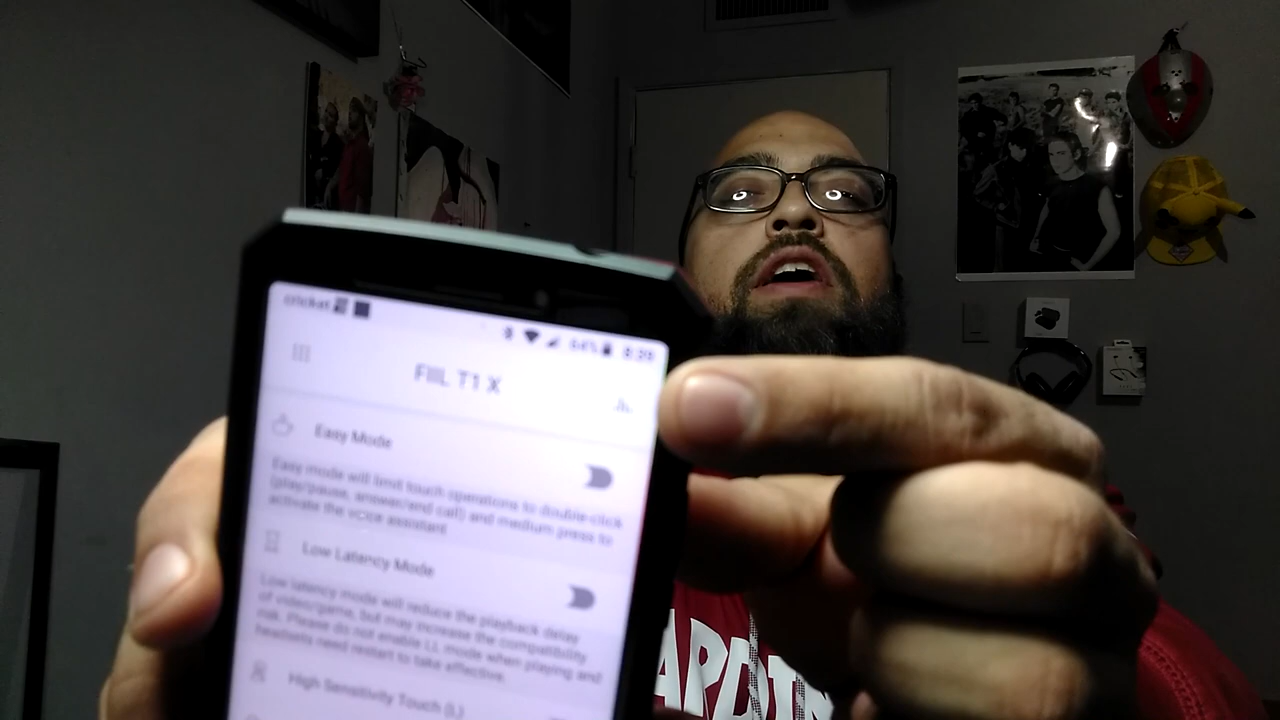 cricket
64% 8:39
FIIL T1 X
Easy Mode
Easy mode will limit touch operations to double-click
(play/pause, answer/end call) and medium press to
activate the voice assistant
Low Latency Mode
Low latency mode will reduce the playback delay
of video/game, but may increase the compatibility
risk. Please do not enable LL mode when playing and
headsets need restart to take effective.
High Sensitivity Touch (L)